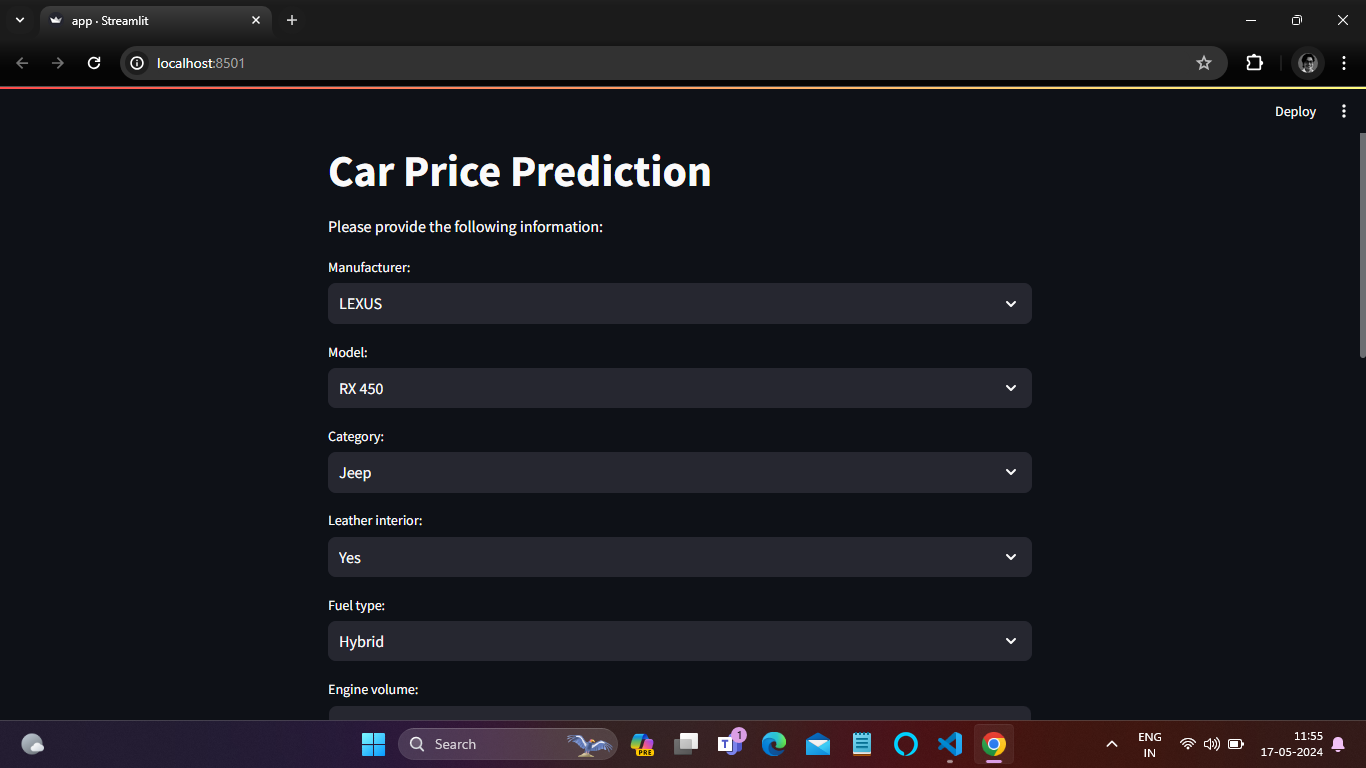 app · Streamlit
localhost:8501
Deploy
Car Price Prediction
Please provide the following information:
Manufacturer:
LEXUS
Model:
RX 450
Category:
Jeep
Leather interior:
Yes
Fuel type:
Hybrid
Engine volume:
Search
PRE
T
1
ENG
IN
11:55
17-05-2024